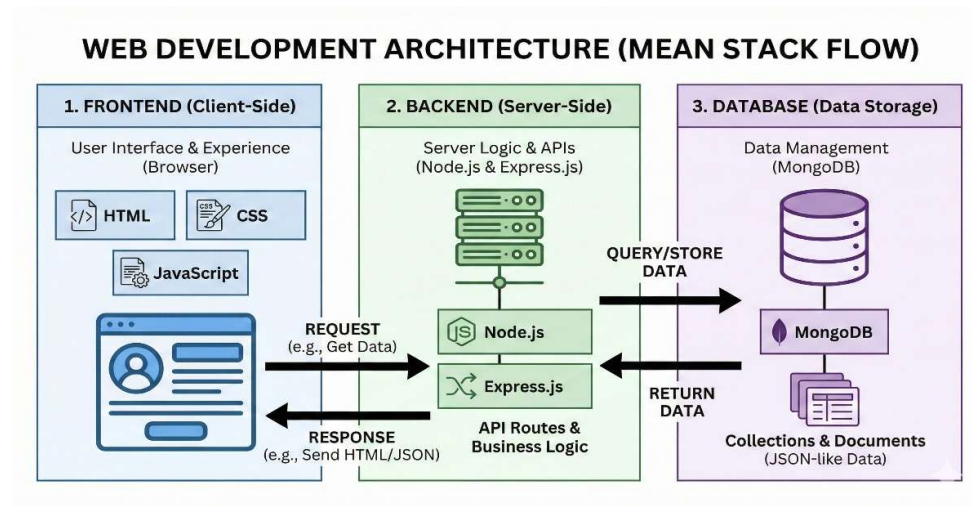 WEB DEVELOPMENT ARCHITECTURE (MEAN STACK FLOW)
1. FRONTEND (Client-Side)
User Interface & Experience
(Browser)
</>
HTML
CSS
CSS
JavaScript
REQUEST
(e.g., Get Data)
RESPONSE
(e.g., Send HTML/JSON)
2. BACKEND (Server-Side)
Server Logic & APIs
(Node.js & Express.js)
JS
Node.js
Express.js
API Routes &
Business Logic
QUERY/STORE
DATA
RETURN
DATA
3. DATABASE (Data Storage)
Data Management
(MongoDB)
MongoDB
Collections & Documents
(JSON-like Data)